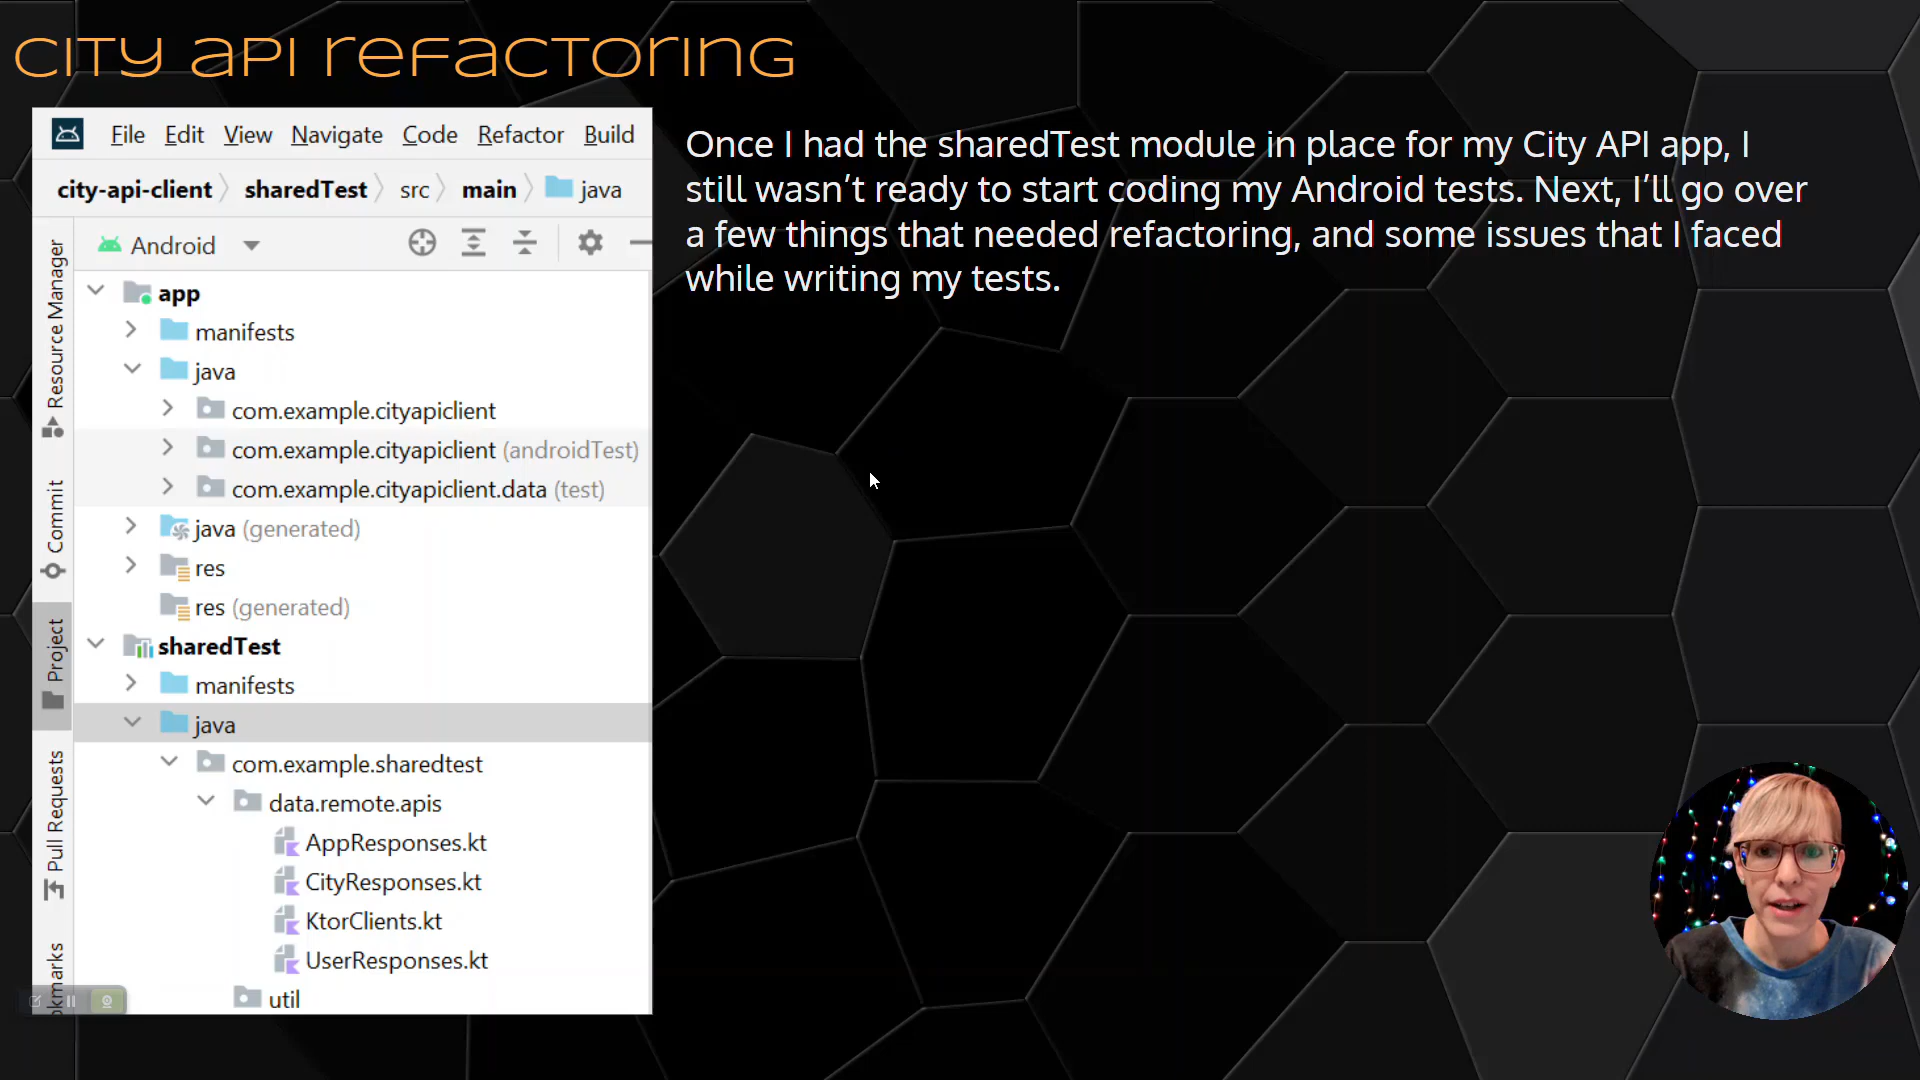 City api refactoring
File Edit View Navigate Code Refactor Build
city-api-client sharedTest src main java
Android
Resource Manager
Commit
Project
Pull Requests
app
manifests
java
com.example.cityapiclient
com.example.cityapiclient (androidTest)
com.example.cityapiclient.data (test)
java (generated)
res
res (generated)
sharedTest
manifests
java
com.example.sharedtest
data.remote.apis
AppResponses.kt
CityResponses.kt
KtorClients.kt
UserResponses.kt
util
Once I had the sharedTest module in place for my City API app, I
still wasn’t ready to start coding my Android tests. Next, I’ll go over
a few things that needed refactoring, and some issues that I faced
while writing my tests.